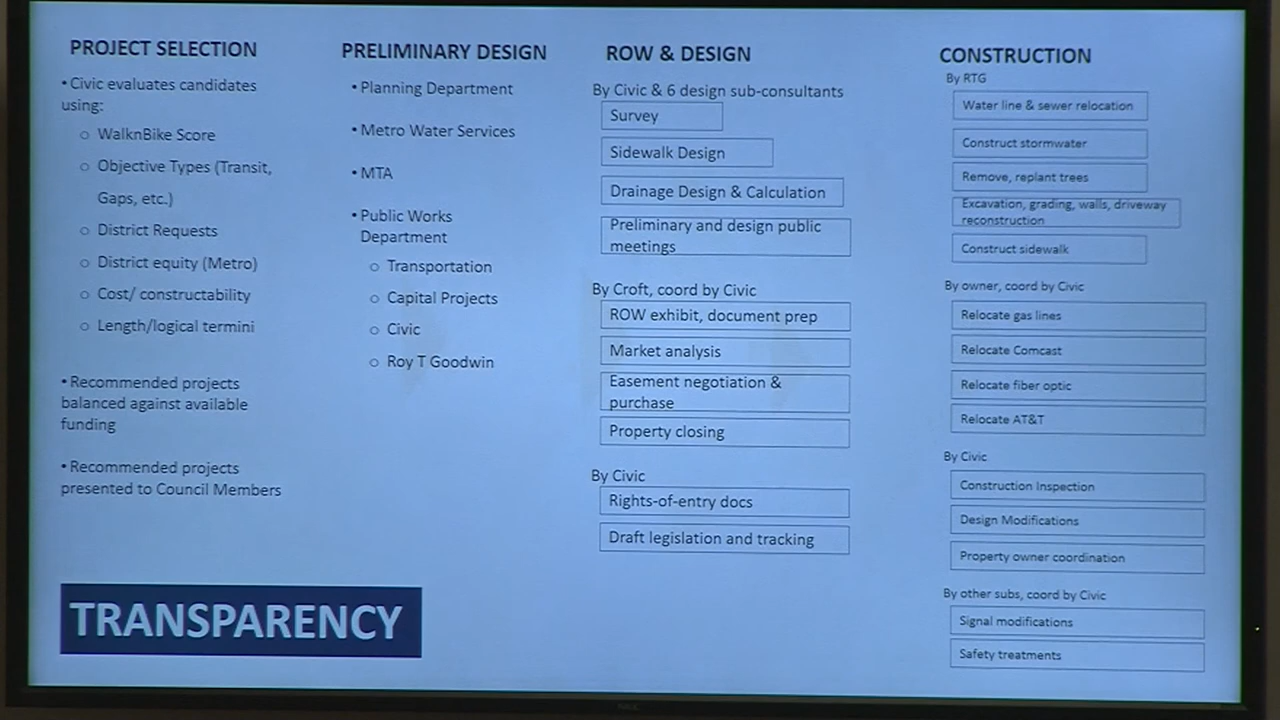 PROJECT SELECTION
• Civic evaluates candidates
using:
○ WalknBike Score
○ Objective Types (Transit,
Gaps, etc.)
○ District Requests
○ District equity (Metro)
○ Cost/ constructability
○ Length/logical termini
• Recommended projects
balanced against available
funding
• Recommended projects
presented to Council Members
TRANSPARENCY
PRELIMINARY DESIGN
• Planning Department
• Metro Water Services
• MTA
• Public Works
Department
○ Transportation
○ Capital Projects
○ Civic
○ Roy T Goodwin
ROW & DESIGN
By Civic & 6 design sub-consultants
Survey
Sidewalk Design
Drainage Design & Calculation
Preliminary and design public
meetings
By Croft, coord by Civic
ROW exhibit, document prep
Market analysis
Easement negotiation &
purchase
Property closing
By Civic
Rights-of-entry docs
Draft legislation and tracking
CONSTRUCTION
By RTG
Water line & sewer relocation
Construct stormwater
Remove, replant trees
Excavation, grading, walls, driveway
reconstruction
Construct sidewalk
By owner, coord by Civic
Relocate gas lines
Relocate Comcast
Relocate fiber optic
Relocate AT&T
By Civic
Construction Inspection
Design Modifications
Property owner coordination
By other subs, coord by Civic
Signal modifications
Safety treatments
NEC